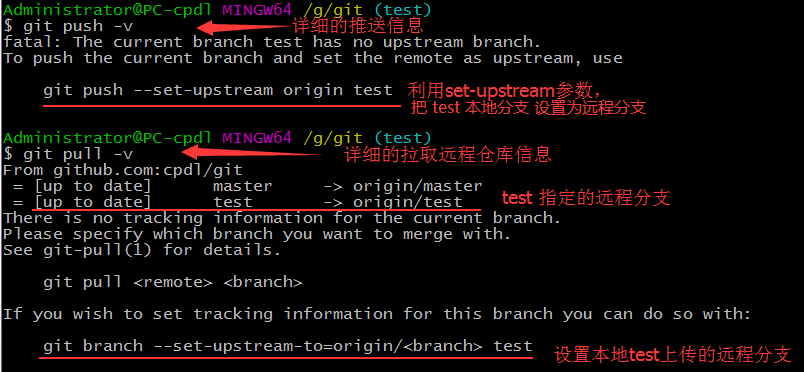 Administrator@PC-cpdl MINGW64 /g/git (test)
$ git push -v 详细的推送信息
fatal: The current branch test has no upstream branch.
To push the current branch and set the remote as upstream, use
git push --set-upstream origin test 利用set-upstream参数，
把 test 本地分支 设置为远程分支
Administrator@PC-cpdl MINGW64 /g/git (test)
$ git pull -v 详细的拉取远程仓库信息
From github.com:cpdl/git
= [up to date] master -> origin/master
= [up to date] test -> origin/test test 指定的远程分支
There is no tracking information for the current branch.
Please specify which branch you want to merge with.
See git-pull(1) for details.
git pull <remote> <branch>
If you wish to set tracking information for this branch you can do so with:
git branch --set-upstream-to=origin/<branch> test 设置本地test上传的远程分支